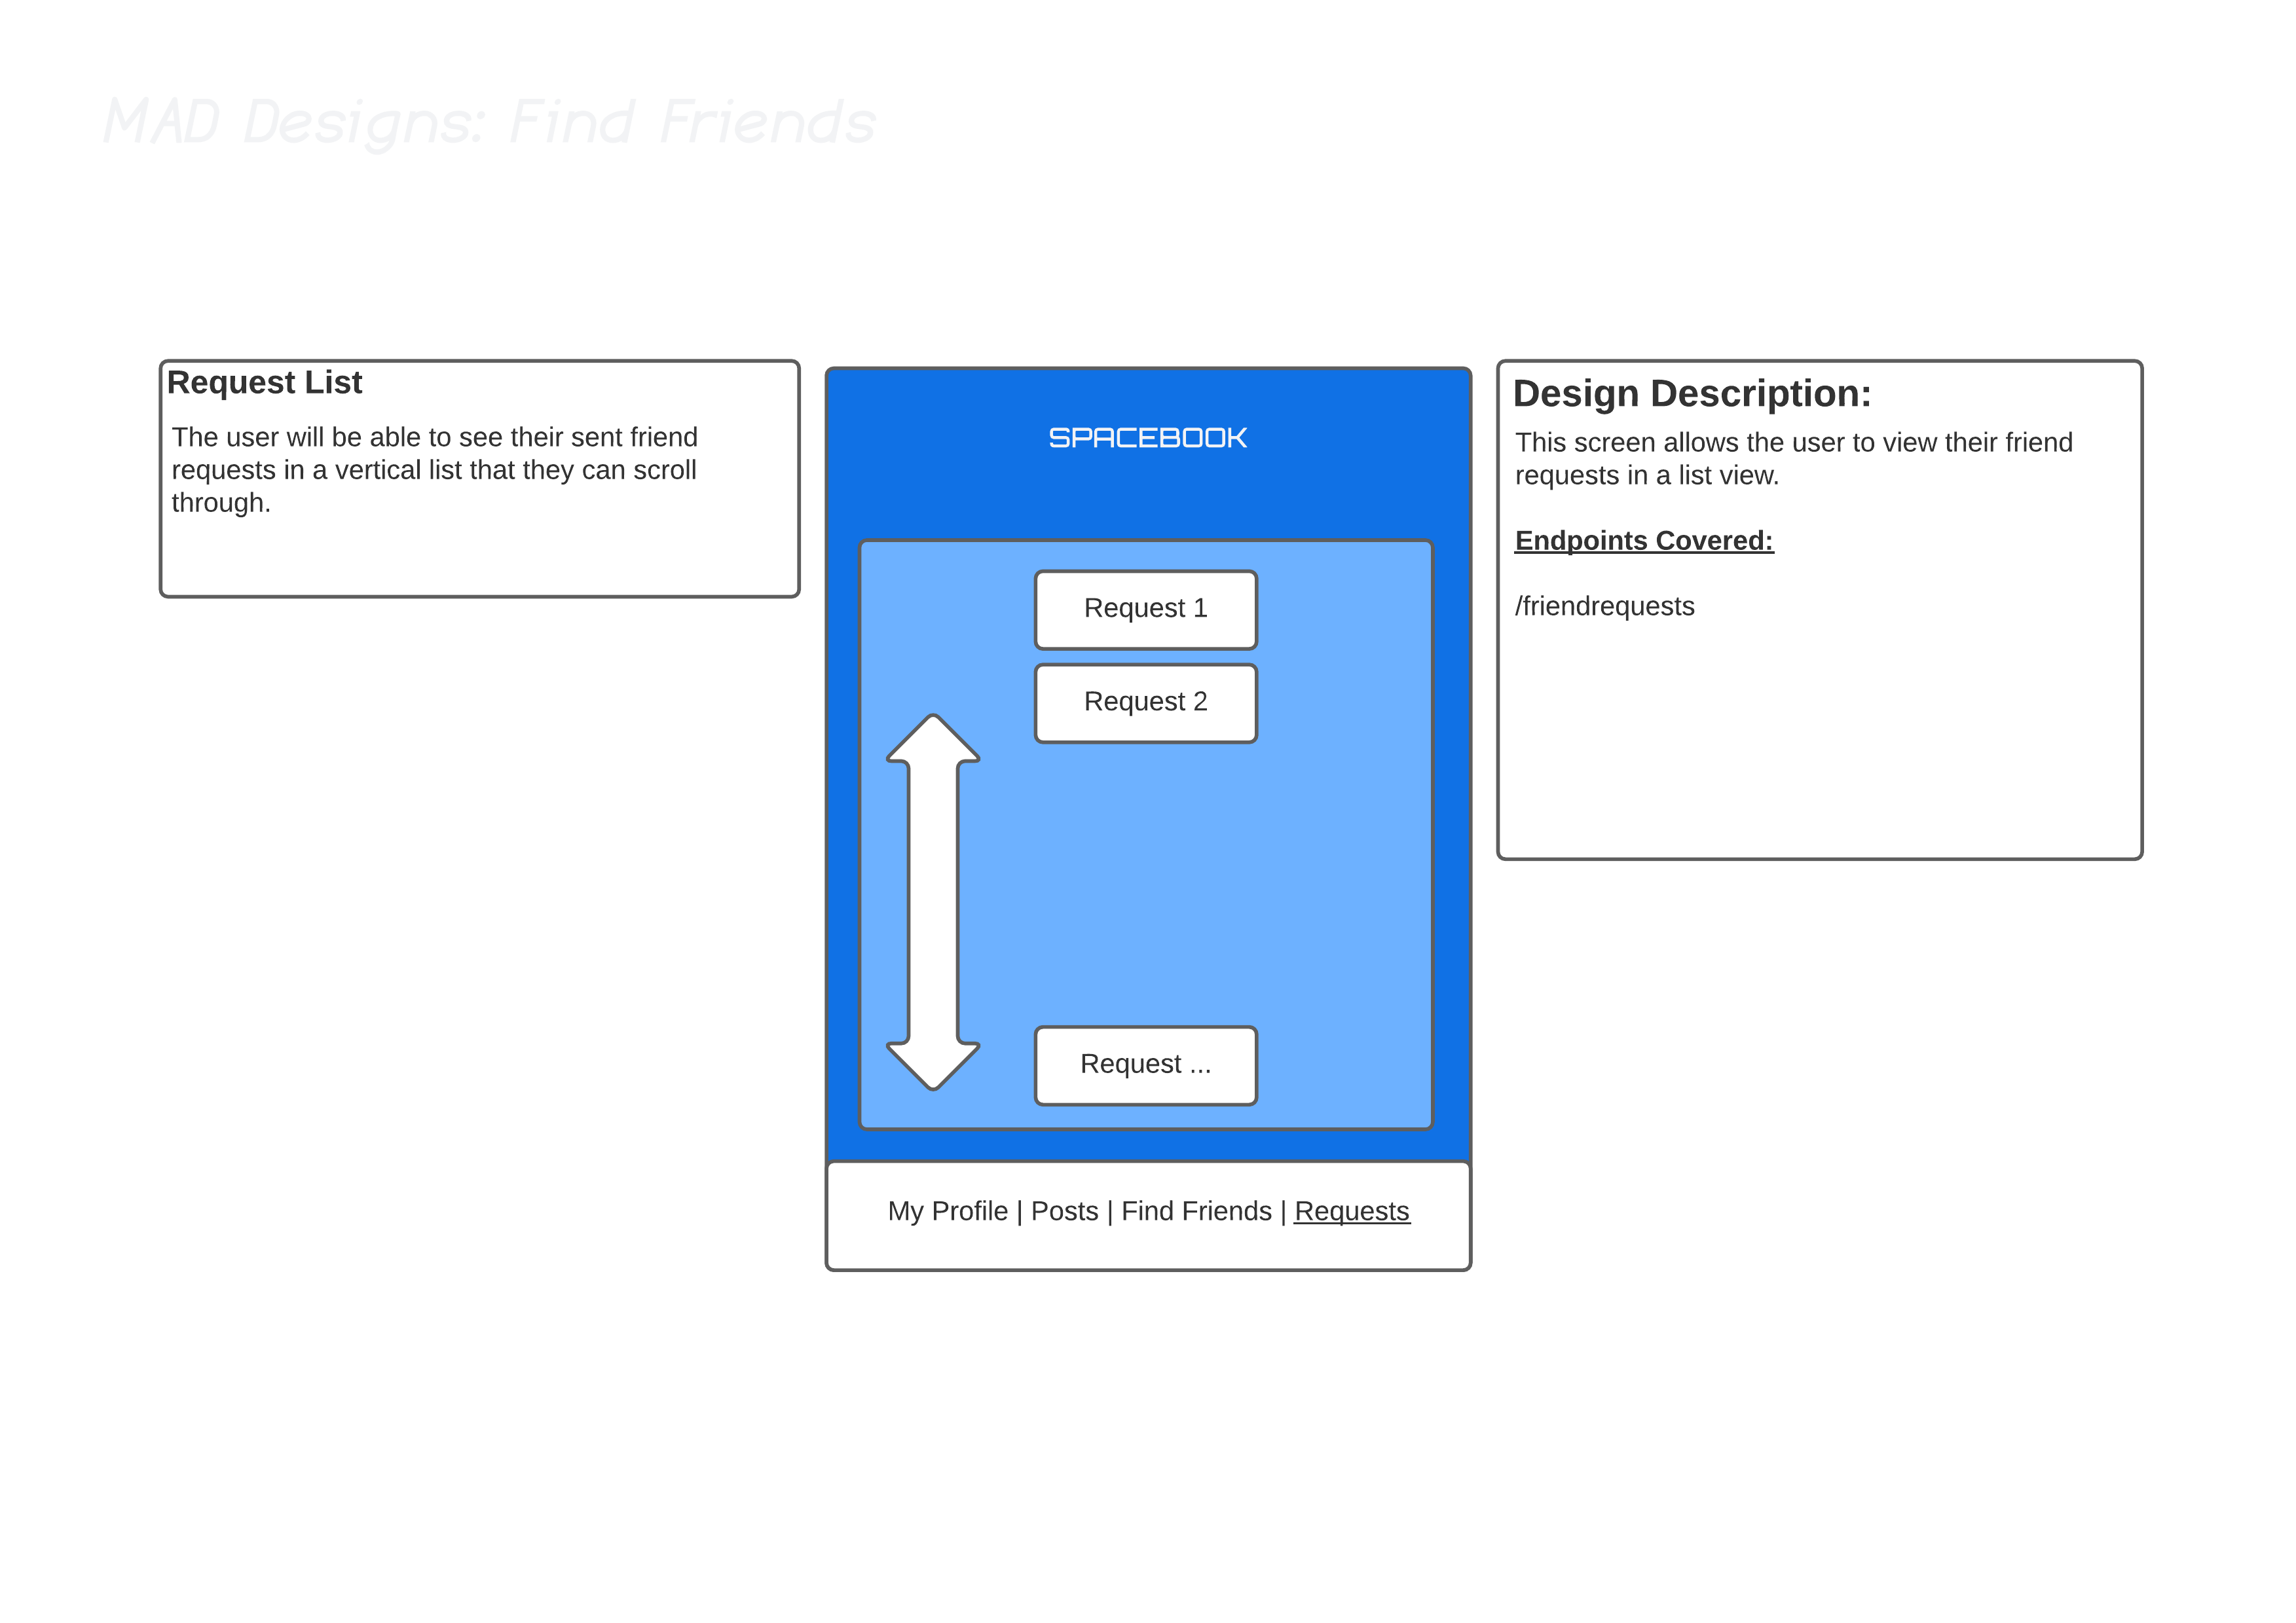 MAD Designs: Find Friends
Request List
The user will be able to see their sent friend
requests in a vertical list that they can scroll
through.
SPACEBOOK
Request 1
Request 2
Request ...
My Profile | Posts | Find Friends | Requests
Design Description:
This screen allows the user to view their friend
requests in a list view.
Endpoints Covered:
/friendrequests